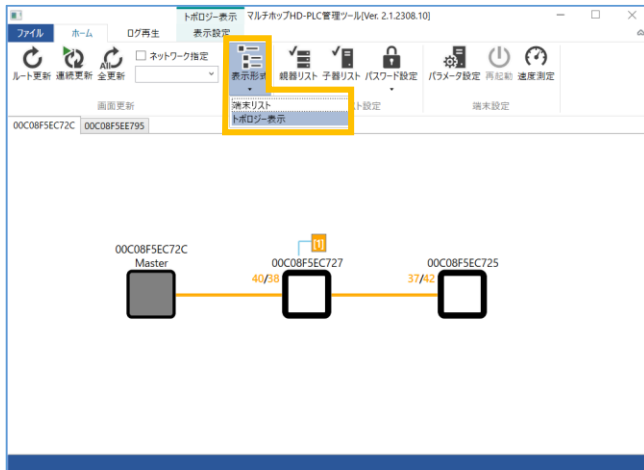 トポロジー表示 マルチホップHD-PLC管理ツール[Ver. 2.1.2308.10]
ファイル ホーム ログ再生 表示設定
ルート更新 連続更新 全更新 ネットワーク指定 表示形式 親器リスト 子器リスト パスワード設定 パラメータ設定 再起動 速度測定
All
端末リスト
画面更新 スト設定 端末設定
トポロジー表示
00C08F5EC72C 00C08F5EE795
[1]
00C08F5EC72C 00C08F5EC727 00C08F5EC725
Master
40/38 37/42